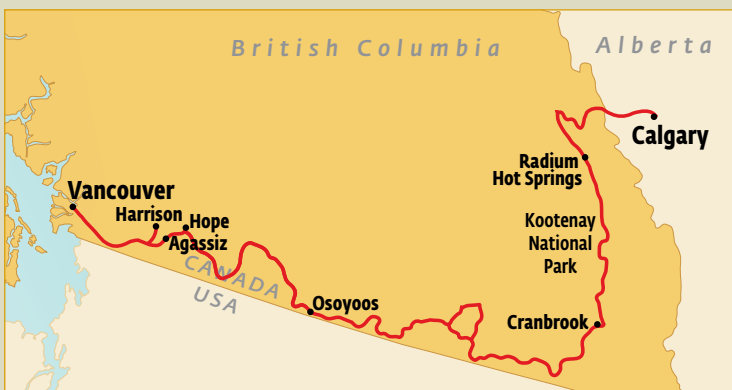 British Columbia
Alberta
Calgary
Radium
Hot Springs
Vancouver
Harrison
Hope
Agassiz
Kootenay
National
Park
CANADA
USA
Osoyoos
Cranbrook